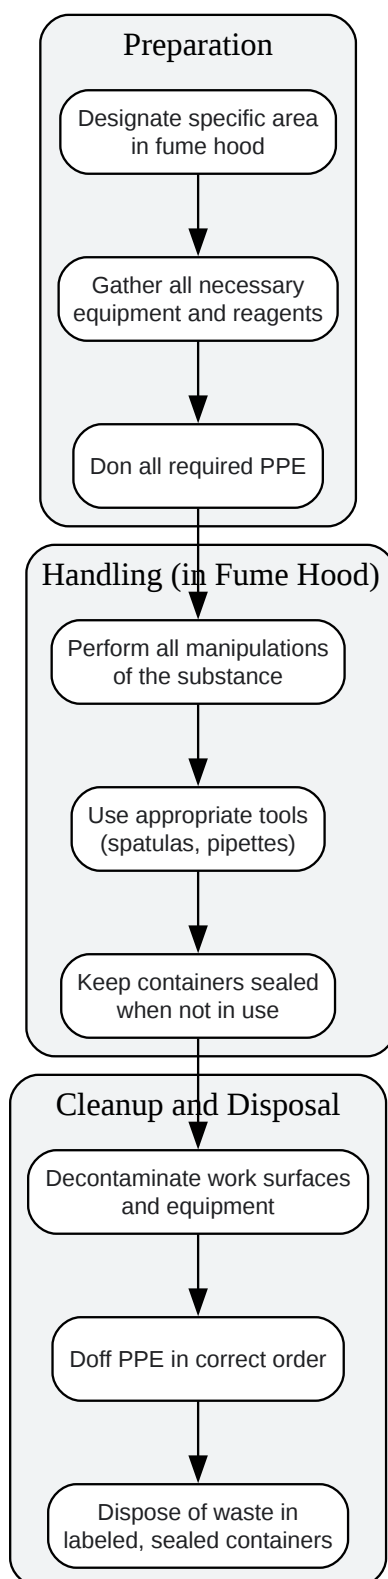 Preparation
Designate specific area
in fume hood
Gather all necessary
equipment and reagents
Don all required PPE
Handling (in Fume Hood)
Perform all manipulations
of the substance
Use appropriate tools
(spatulas, pipettes)
Keep containers sealed
when not in use
Cleanup and Disposal
Decontaminate work surfaces
and equipment
Doff PPE in correct order
Dispose of waste in
labeled, sealed containers